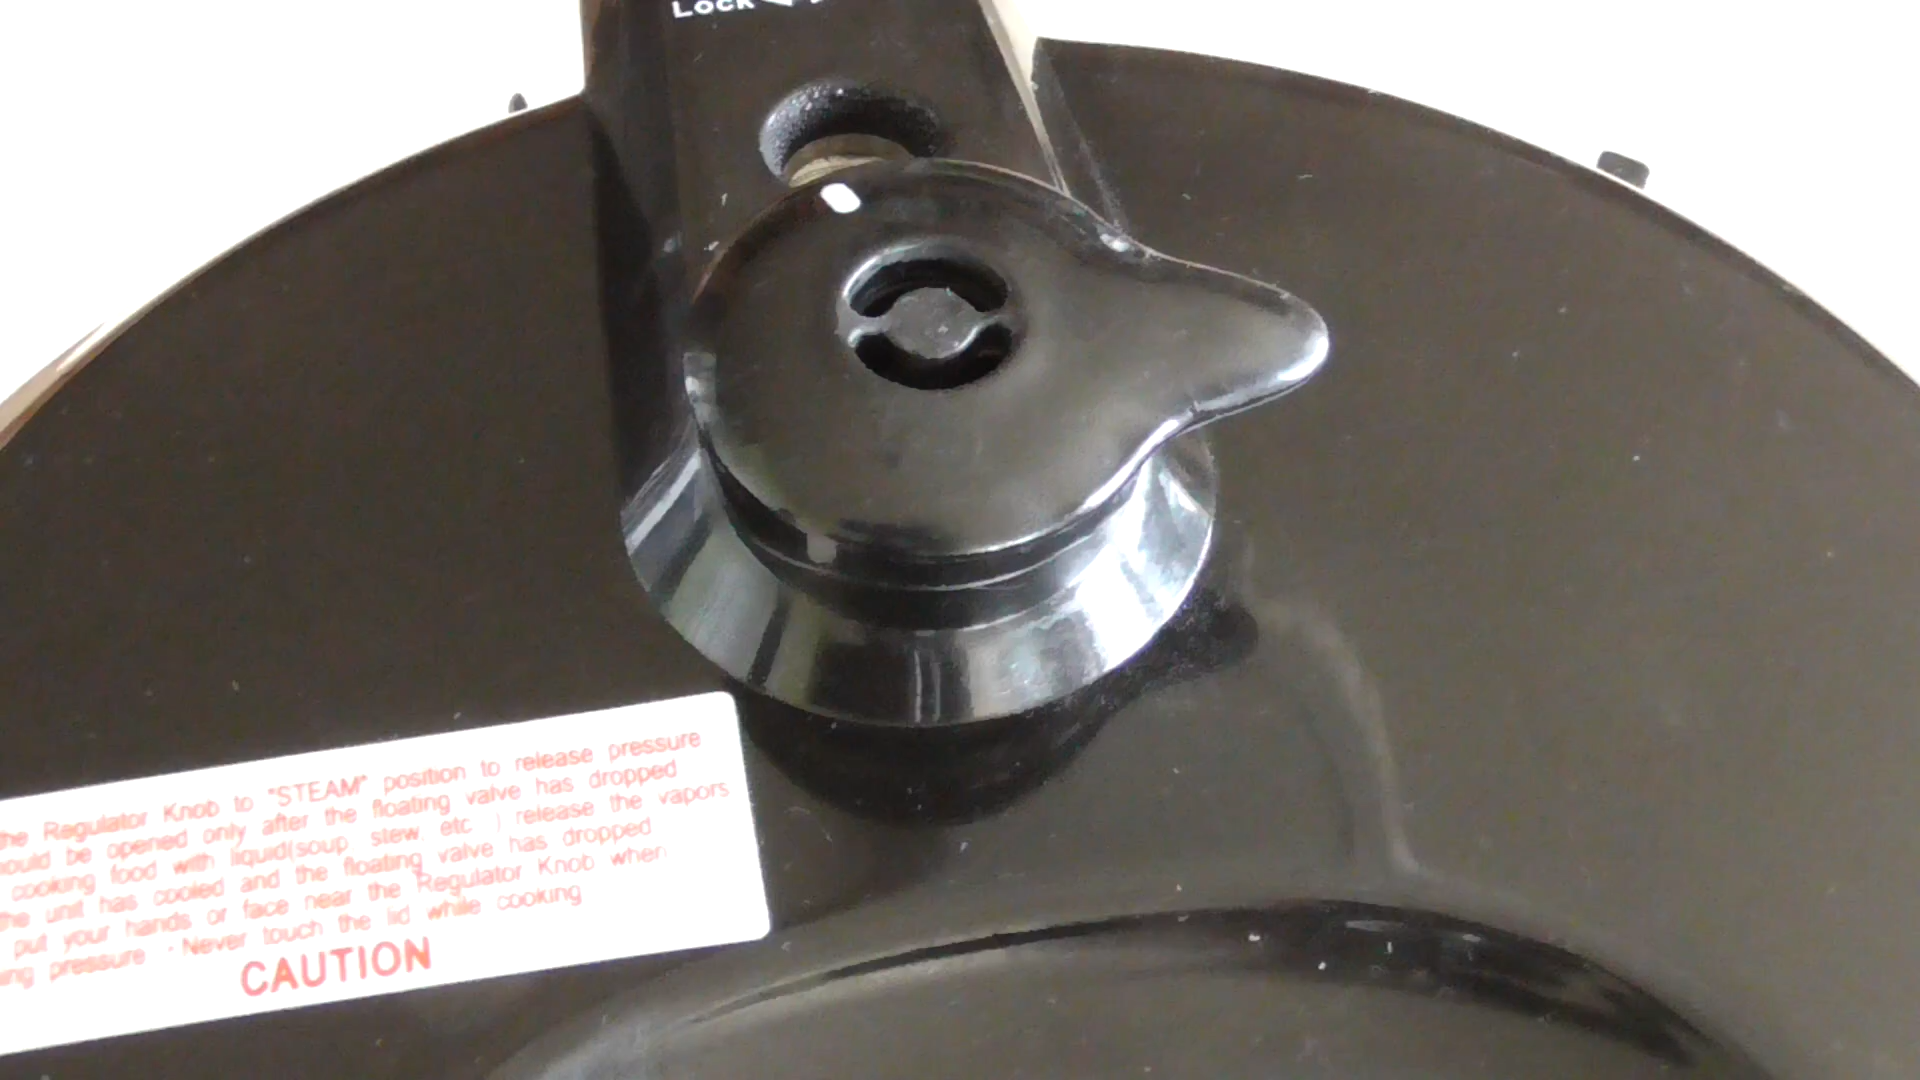 LOCK
the Regulator Knob to "STEAM" position to release pressure
hould be opened only after the floating valve has dropped
cooking food with liquid(soup, stew, etc.) release the vapors
the unit has cooled and the floating valve has dropped
put your hands or face near the Regulator Knob when
ing pressure · Never touch the lid while cooking
CAUTION